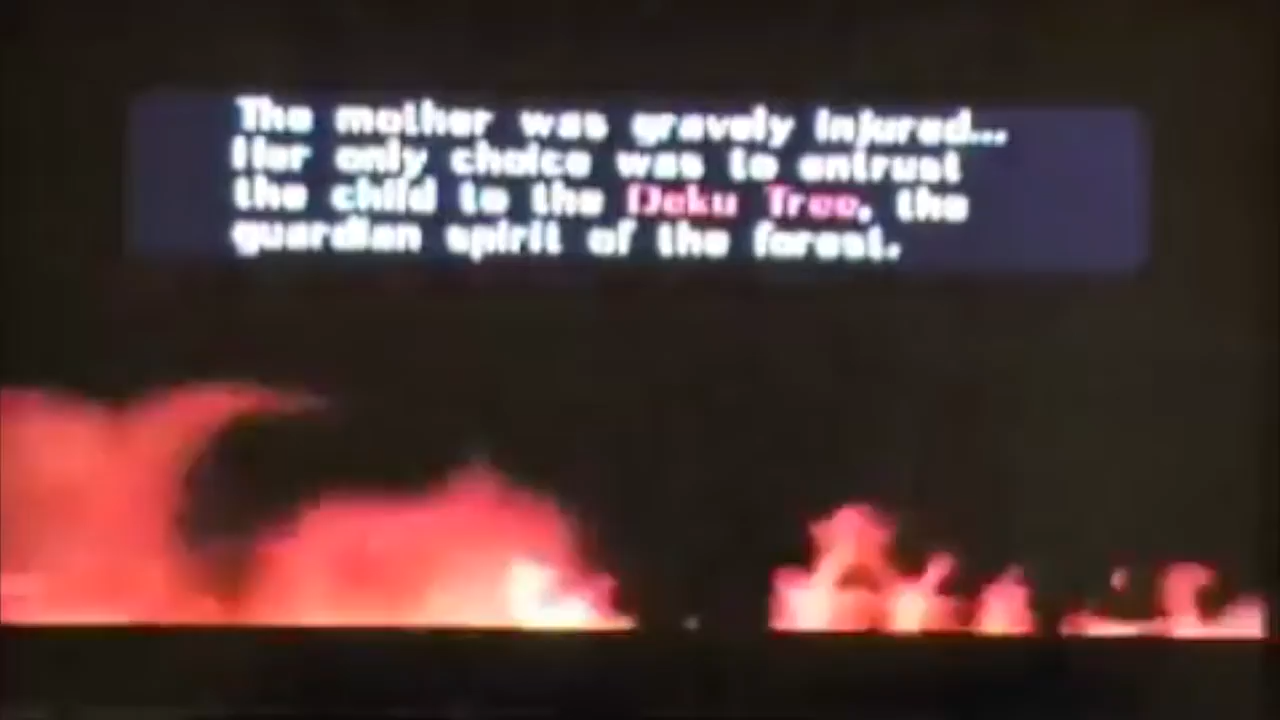 The mother was gravely injured...
Her only choice was to entrust
the child to the Deku Tree, the
guardian spirit of the forest.